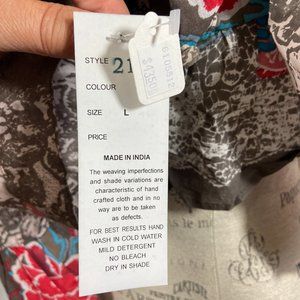 STYLE 21
COLOUR
SIZE L
PRICE
MADE IN INDIA
The weaving imperfections
and shade variations are
characteristic of hand
crafted cloth and in no
way are to be taken
as defects.
FOR BEST RESULTS HAND
WASH IN COLD WATER
MILD DETERGENT
NO BLEACH
DRY IN SHADE